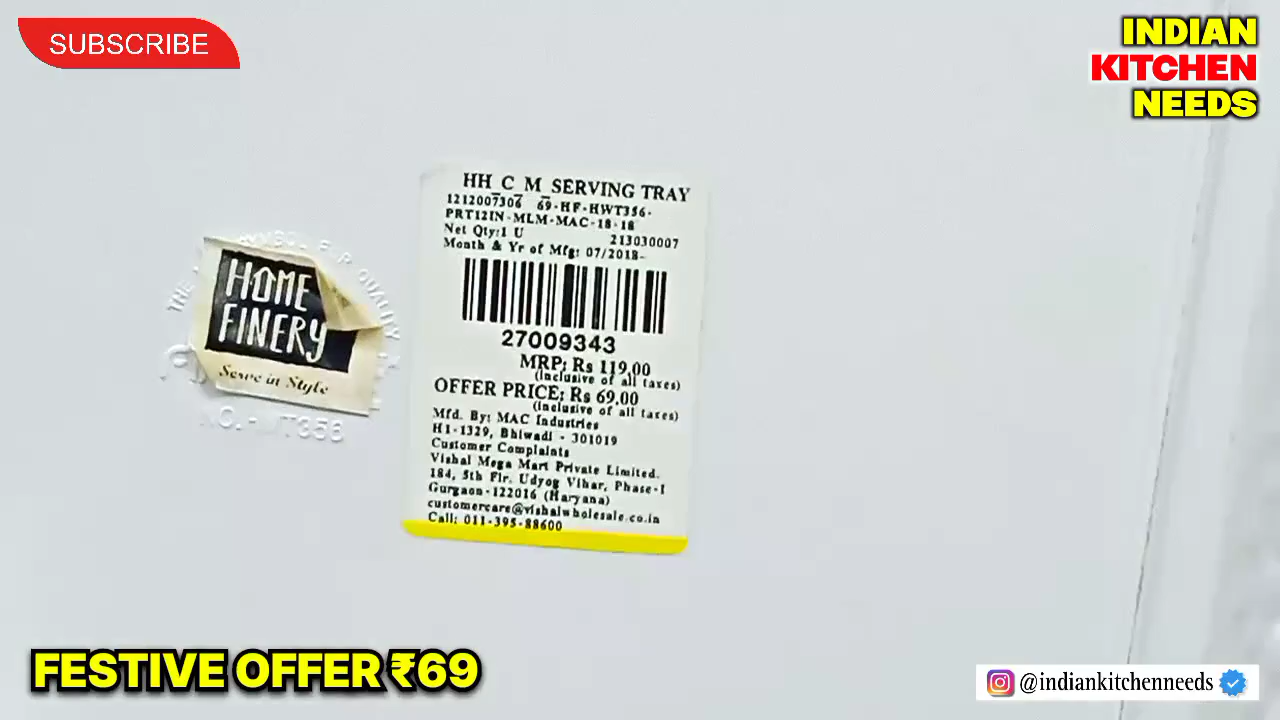 SUBSCRIBE
INDIAN
KITCHEN
NEEDS
HH C M SERVING TRAY
1212007306 69-HF-HWT356-
PRT12IN-MLM-MAC-18-18
Net Qty:1 U 213030007
Month & Yr of Mfg: 07/2018-
27009343
MRP: Rs 119.00
(Inclusive of all taxes)
OFFER PRICE: Rs 69.00
(Inclusive of all taxes)
Mfd. By: MAC Industries
H1-1329, Bhiwadi - 301019
Customer Complaints
Vishal Mega Mart Private Limited.
184, 5th Flr. Udyog Vihar, Phase-I
Gurgaon-122016 (Haryana)
customercare@vishalwholesale.co.in
Call: 011-395-88600
THE
QUALITY
HOME
FINERY
Serve in Style
FESTIVE OFFER ₹69
@indiankitchenneeds